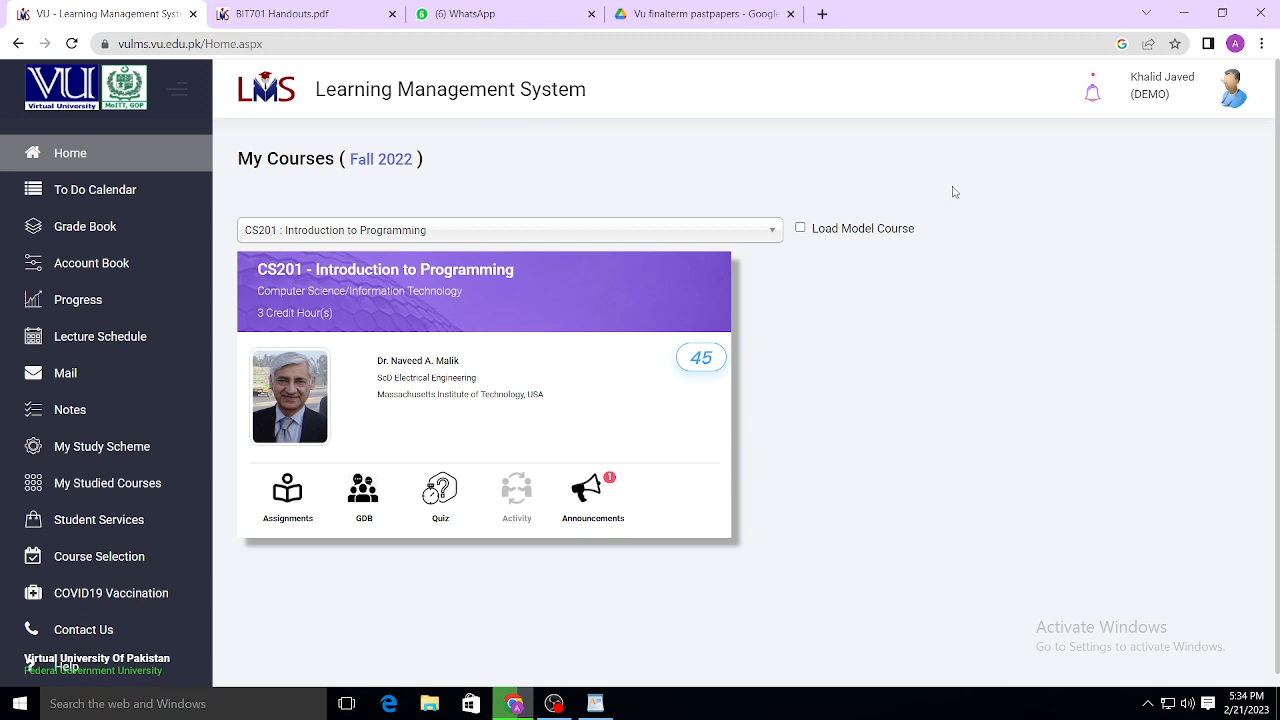 VU - Learning Management Syste
BIT701 Handouts.pdf
(6) WhatsApp
Vu finalterm pastpapers - Google
vulms.vu.edu.pk/Home.aspx
A
VU
Virtual University
MoITT, GOP
LMS
Learning Management System
Khalid Javed
(DEMO)
Home
To Do Calendar
Grade Book
Account Book
Progress
Lecture Schedule
Mail
Notes
My Study Scheme
My Studied Courses
Student Services
Course Selection
COVID19 Vaccination
Contact Us
Help
Virtual University Of Pakistan
Federal Government University
My Courses ( Fall 2022 )
CS201 : Introduction to Programming
Load Model Course
CS201 - Introduction to Programming
Computer Science/Information Technology
3 Credit Hour(s)
Dr. Naveed A. Malik
45
ScD Electrical Engineering
Massachusetts Institute of Technology, USA
1
Assignments
GDB
Quiz
Activity
Announcements
Activate Windows
Go to Settings to activate Windows.
Search the web and Windows
5:34 PM
2/21/2023